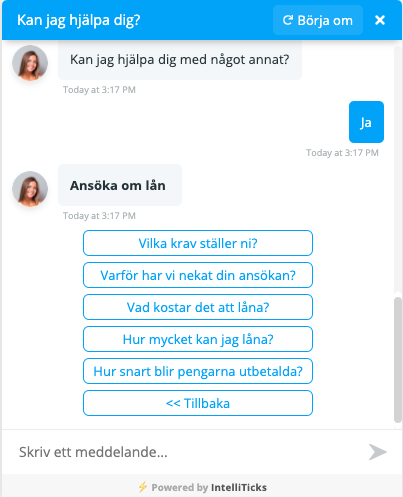 Kan jag hjälpa dig?
Börja om
Kan jag hjälpa dig med något annat?
Today at 3:17 PM
Ja
Today at 3:17 PM
Ansöka om lån
Today at 3:17 PM
Vilka krav ställer ni?
Varför har vi nekat din ansökan?
Vad kostar det att låna?
Hur mycket kan jag låna?
Hur snart blir pengarna utbetalda?
<< Tillbaka
Skriv ett meddelande...
⚡ Powered by IntelliTicks